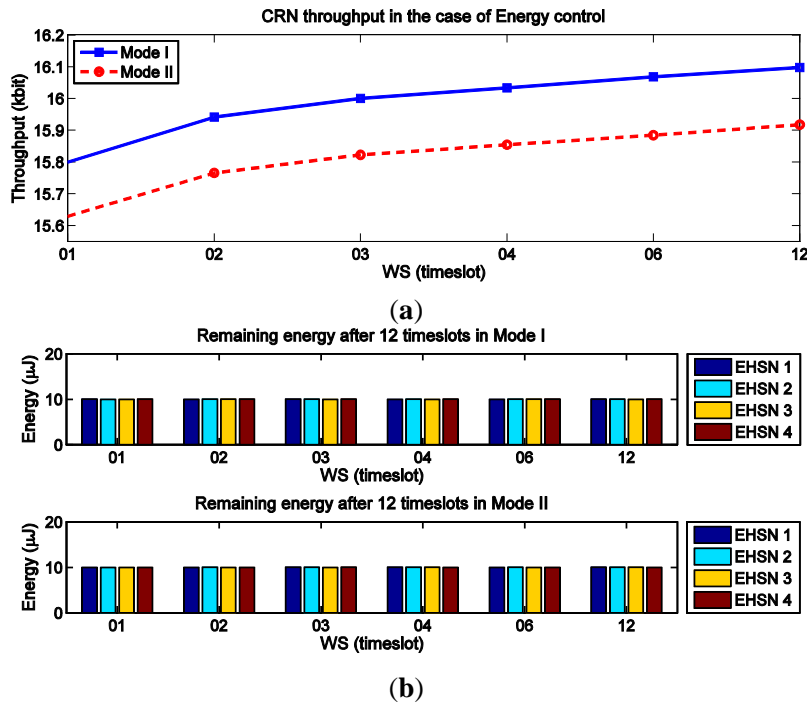 CRN throughput in the case of Energy control
Throughput (kbit)
16.2
16.1
16
15.9
15.8
15.7
15.6
Mode I
Mode II
01 02 03 04 06 12
WS (timeslot)
(a)
Remaining energy after 12 timeslots in Mode I
Energy (µJ)
20
10
0
01 02 03 04 06 12
WS (timeslot)
EHSN 1
EHSN 2
EHSN 3
EHSN 4
Remaining energy after 12 timeslots in Mode II
Energy (µJ)
20
10
0
01 02 03 04 06 12
WS (timeslot)
EHSN 1
EHSN 2
EHSN 3
EHSN 4
(b)